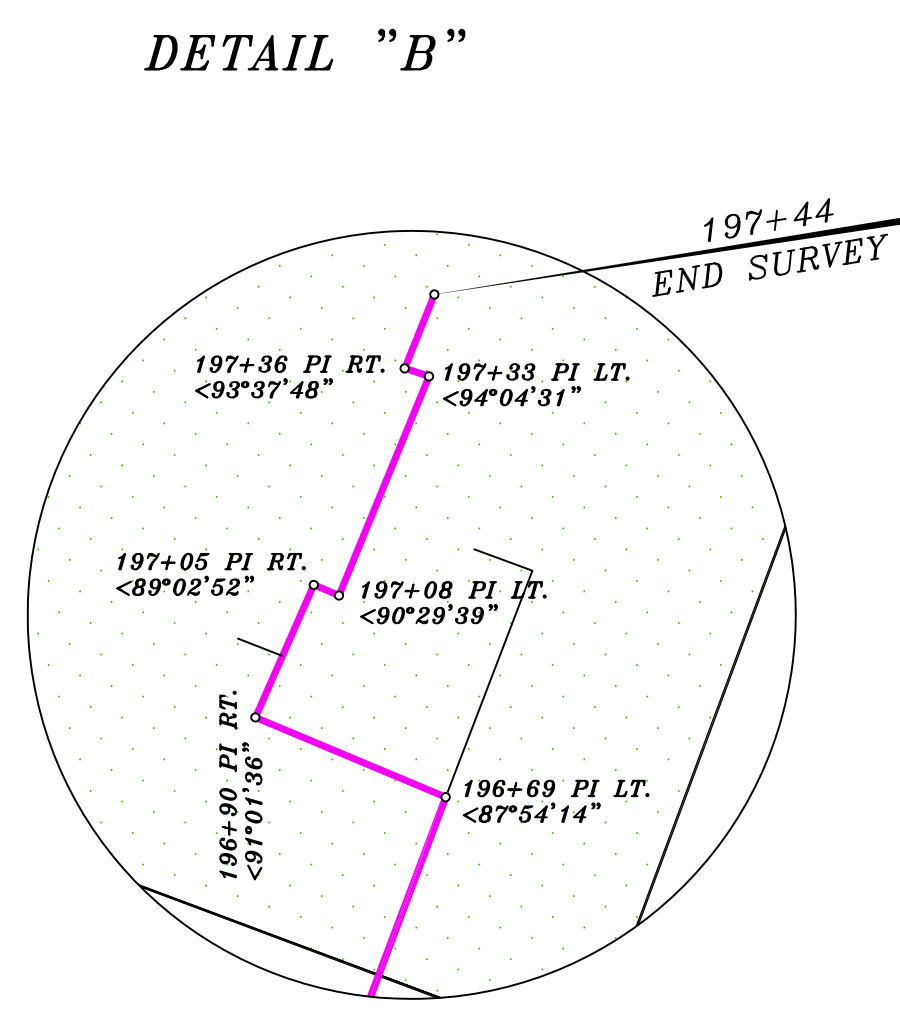 DETAIL "B"
197+44
END SURVEY
197+36 PI RT.
<93°37'48"
197+33 PI LT.
<94°04'31"
197+05 PI RT.
<89°02'52"
197+08 PI LT.
<90°29'39"
196+90 PI RT.
<91°01'36"
196+69 PI LT.
<87°54'14"